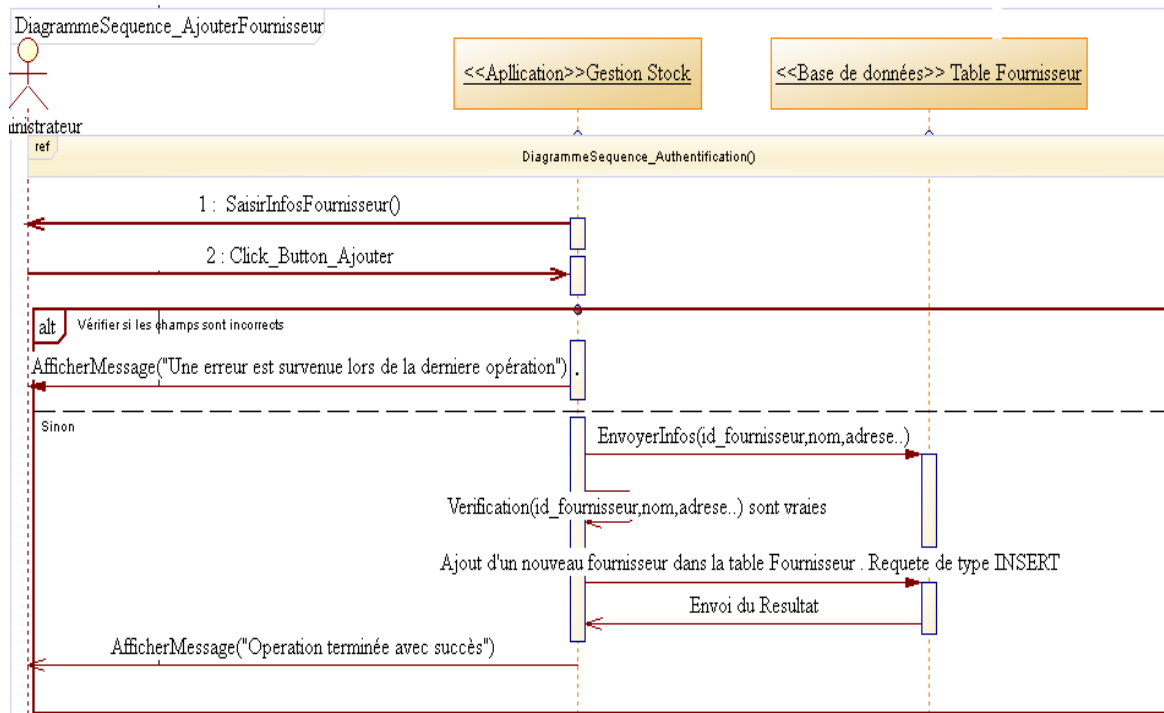 DiagrammeSequence_AjouterFournisseur
<<Apllication>>Gestion Stock
<<Base de données>> Table Fournisseur
ministrateur
ref
DiagrammeSequence_Authentification()
1 : SaisirInfosFournisseur()
2 : Click_Button_Ajouter
alt
Vérifier si les champs sont incorrects
AfficherMessage("Une erreur est survenue lors de la derniere opération")
Sinon
EnvoyerInfos(id_fournisseur,nom,adrese..)
Verification(id_fournisseur,nom,adrese..) sont vraies
Ajout d'un nouveau fournisseur dans la table Fournisseur . Requete de type INSERT
Envoi du Resultat
AfficherMessage("Operation terminée avec succès")